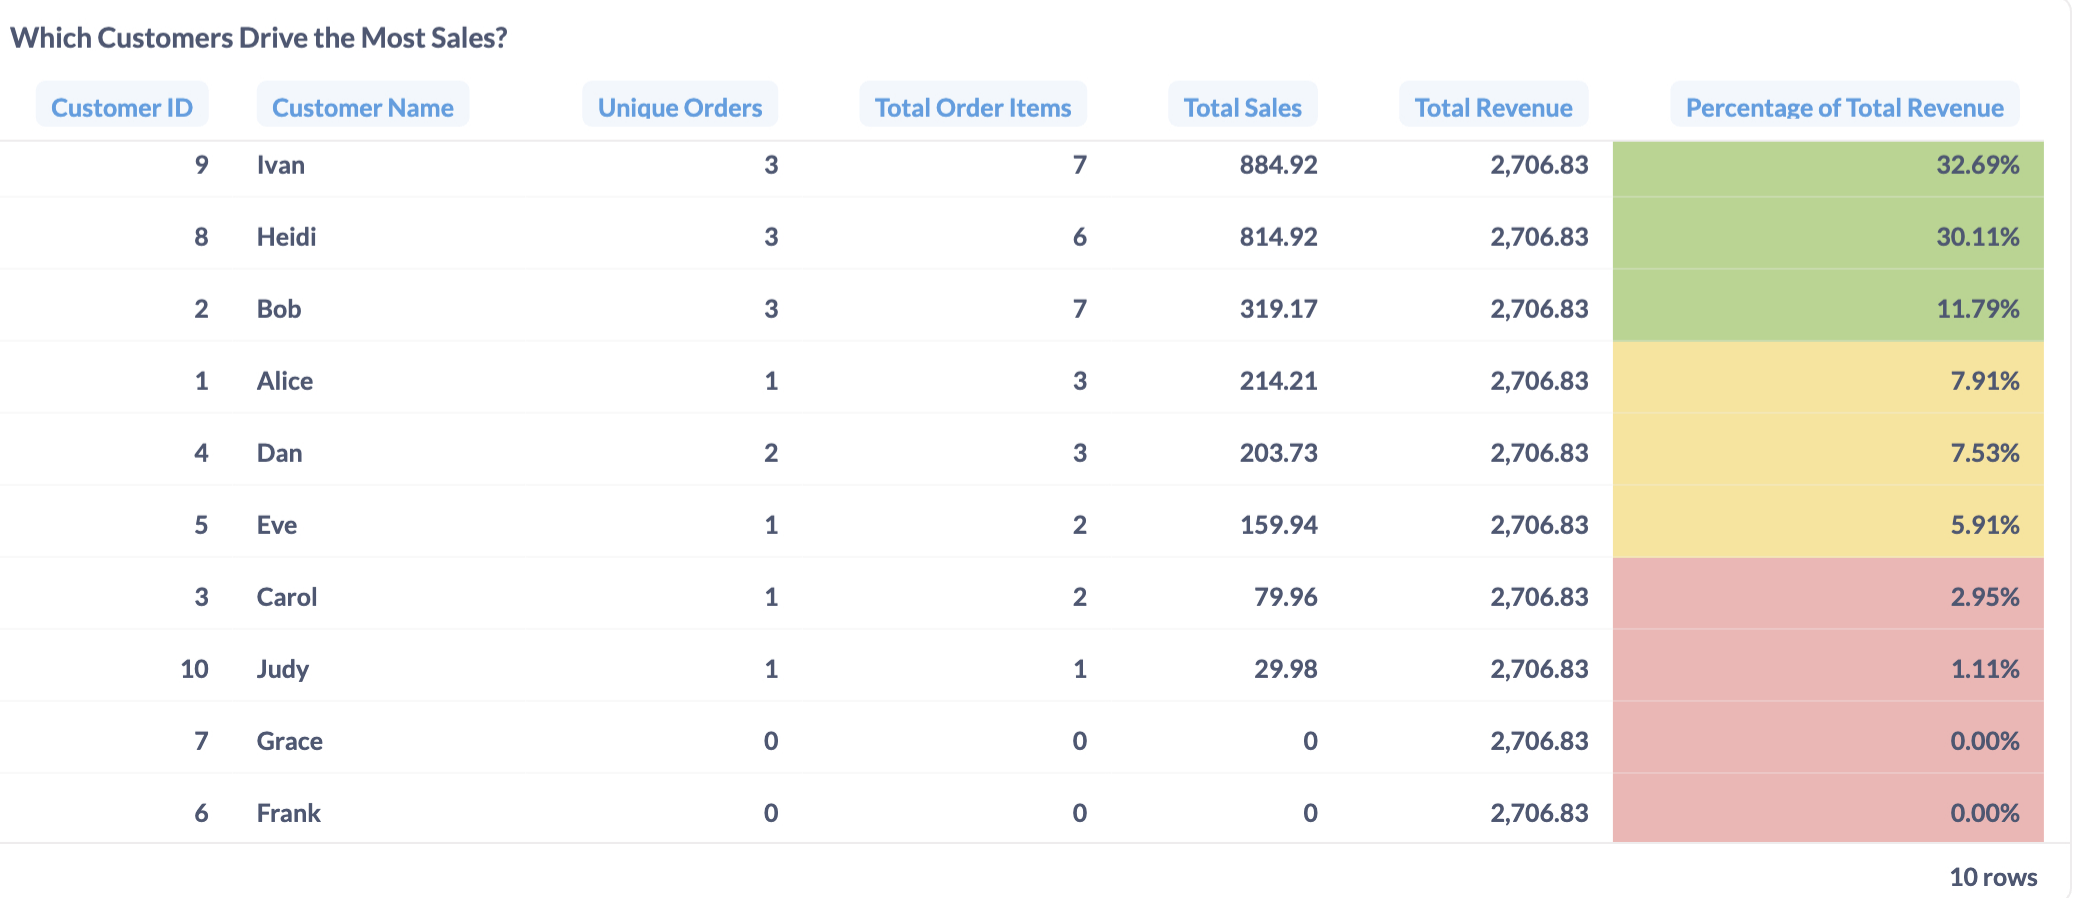 Which Customers Drive the Most Sales?
Customer ID Customer Name Unique Orders Total Order Items Total Sales Total Revenue Percentage of Total Revenue
9 Ivan 3 7 884.92 2,706.83 32.69%
8 Heidi 3 6 814.92 2,706.83 30.11%
2 Bob 3 7 319.17 2,706.83 11.79%
1 Alice 1 3 214.21 2,706.83 7.91%
4 Dan 2 3 203.73 2,706.83 7.53%
5 Eve 1 2 159.94 2,706.83 5.91%
3 Carol 1 2 79.96 2,706.83 2.95%
10 Judy 1 1 29.98 2,706.83 1.11%
7 Grace 0 0 0 2,706.83 0.00%
6 Frank 0 0 0 2,706.83 0.00%
10 rows